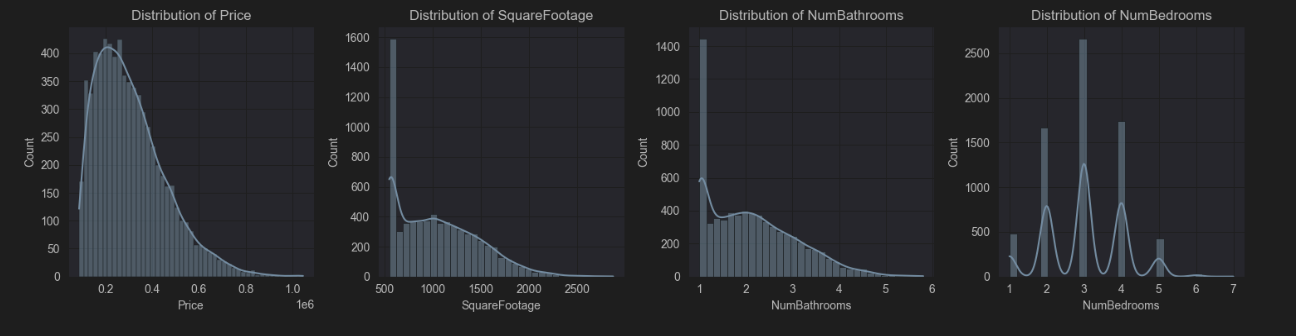 Distribution of Price
Distribution of SquareFootage
Distribution of NumBathrooms
Distribution of NumBedrooms
Count
400
350
300
250
200
150
100
50
0
0.2 0.4 0.6 0.8 1.0
1e6
Price
Count
1600
1400
1200
1000
800
600
400
200
0
500 1000 1500 2000 2500
SquareFootage
Count
1400
1200
1000
800
600
400
200
0
1 2 3 4 5 6
NumBathrooms
Count
2500
2000
1500
1000
500
0
1 2 3 4 5 6 7
NumBedrooms